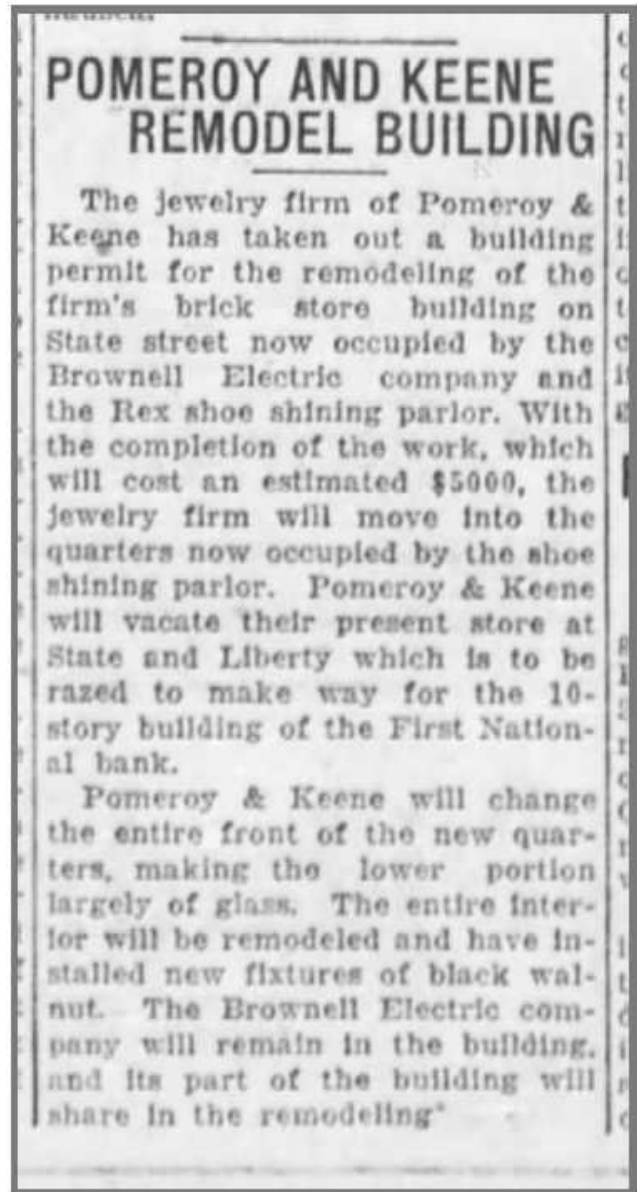 POMEROY AND KEENE
REMODEL BUILDING
The jewelry firm of Pomeroy &
Keene has taken out a building
permit for the remodeling of the
firm's brick store building on
State street now occupied by the
Brownell Electric company and
the Rex shoe shining parlor. With
the completion of the work, which
will cost an estimated $5000, the
jewelry firm will move into the
quarters now occupied by the shoe
shining parlor. Pomeroy & Keene
will vacate their present store at
State and Liberty which is to be
razed to make way for the 10-
story building of the First Nation-
al bank.
Pomeroy & Keene will change
the entire front of the new quar-
ters, making the lower portion
largely of glass. The entire inter-
ior will be remodeled and have in-
stalled new fixtures of black wal-
nut. The Brownell Electric com-
pany will remain in the building,
and its part of the building will
share in the remodeling